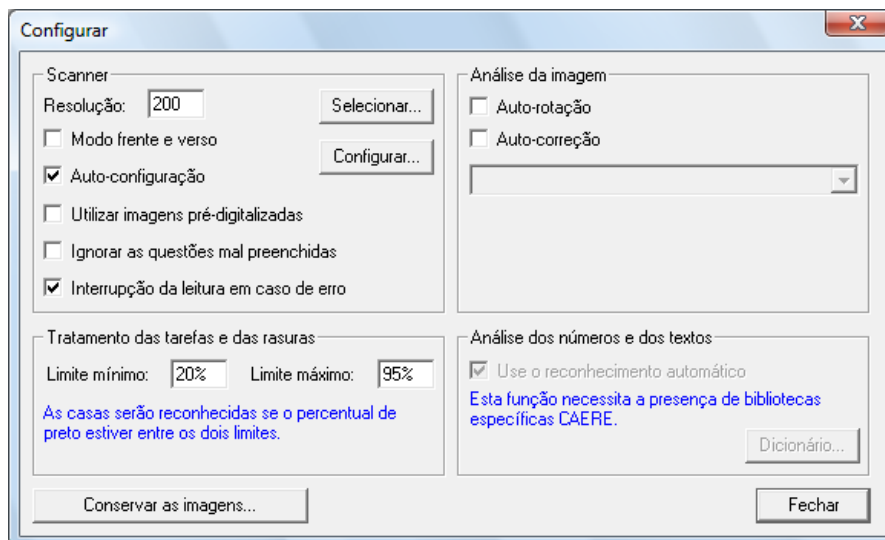 Configurar
Scanner
Resolução: 200
Selecionar...
Modo frente e verso
Configurar...
Auto-configuração
Utilizar imagens pré-digitalizadas
Ignorar as questões mal preenchidas
Interrupção da leitura em caso de erro
Análise da imagem
Auto-rotação
Auto-correção
Tratamento das tarefas e das rasuras
Limite mínimo: 20% Limite máximo: 95%
As casas serão reconhecidas se o percentual de
preto estiver entre os dois limites.
Análise dos números e dos textos
Use o reconhecimento automático
Esta função necessita a presença de bibliotecas
específicas CAERE.
Dicionário...
Conservar as imagens...
Fechar